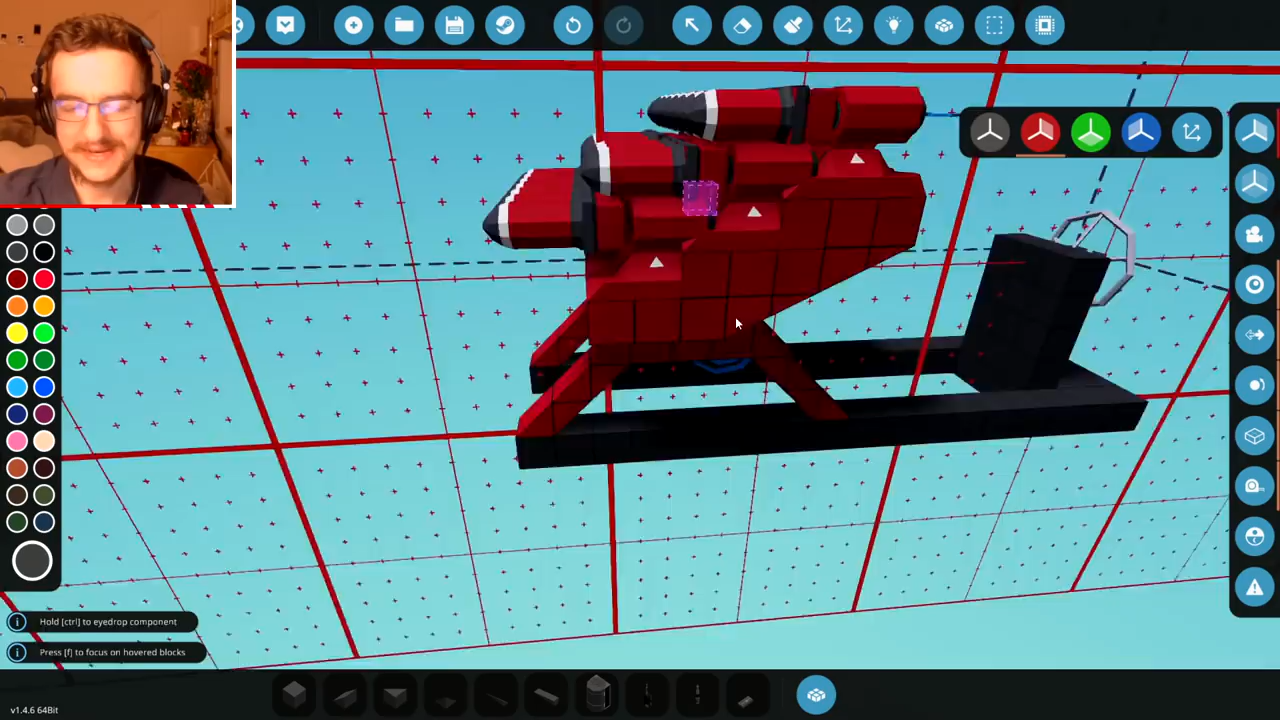 Hold [ctrl] to eyedrop component
Press [f] to focus on hovered blocks
v1.4.6 64Bit